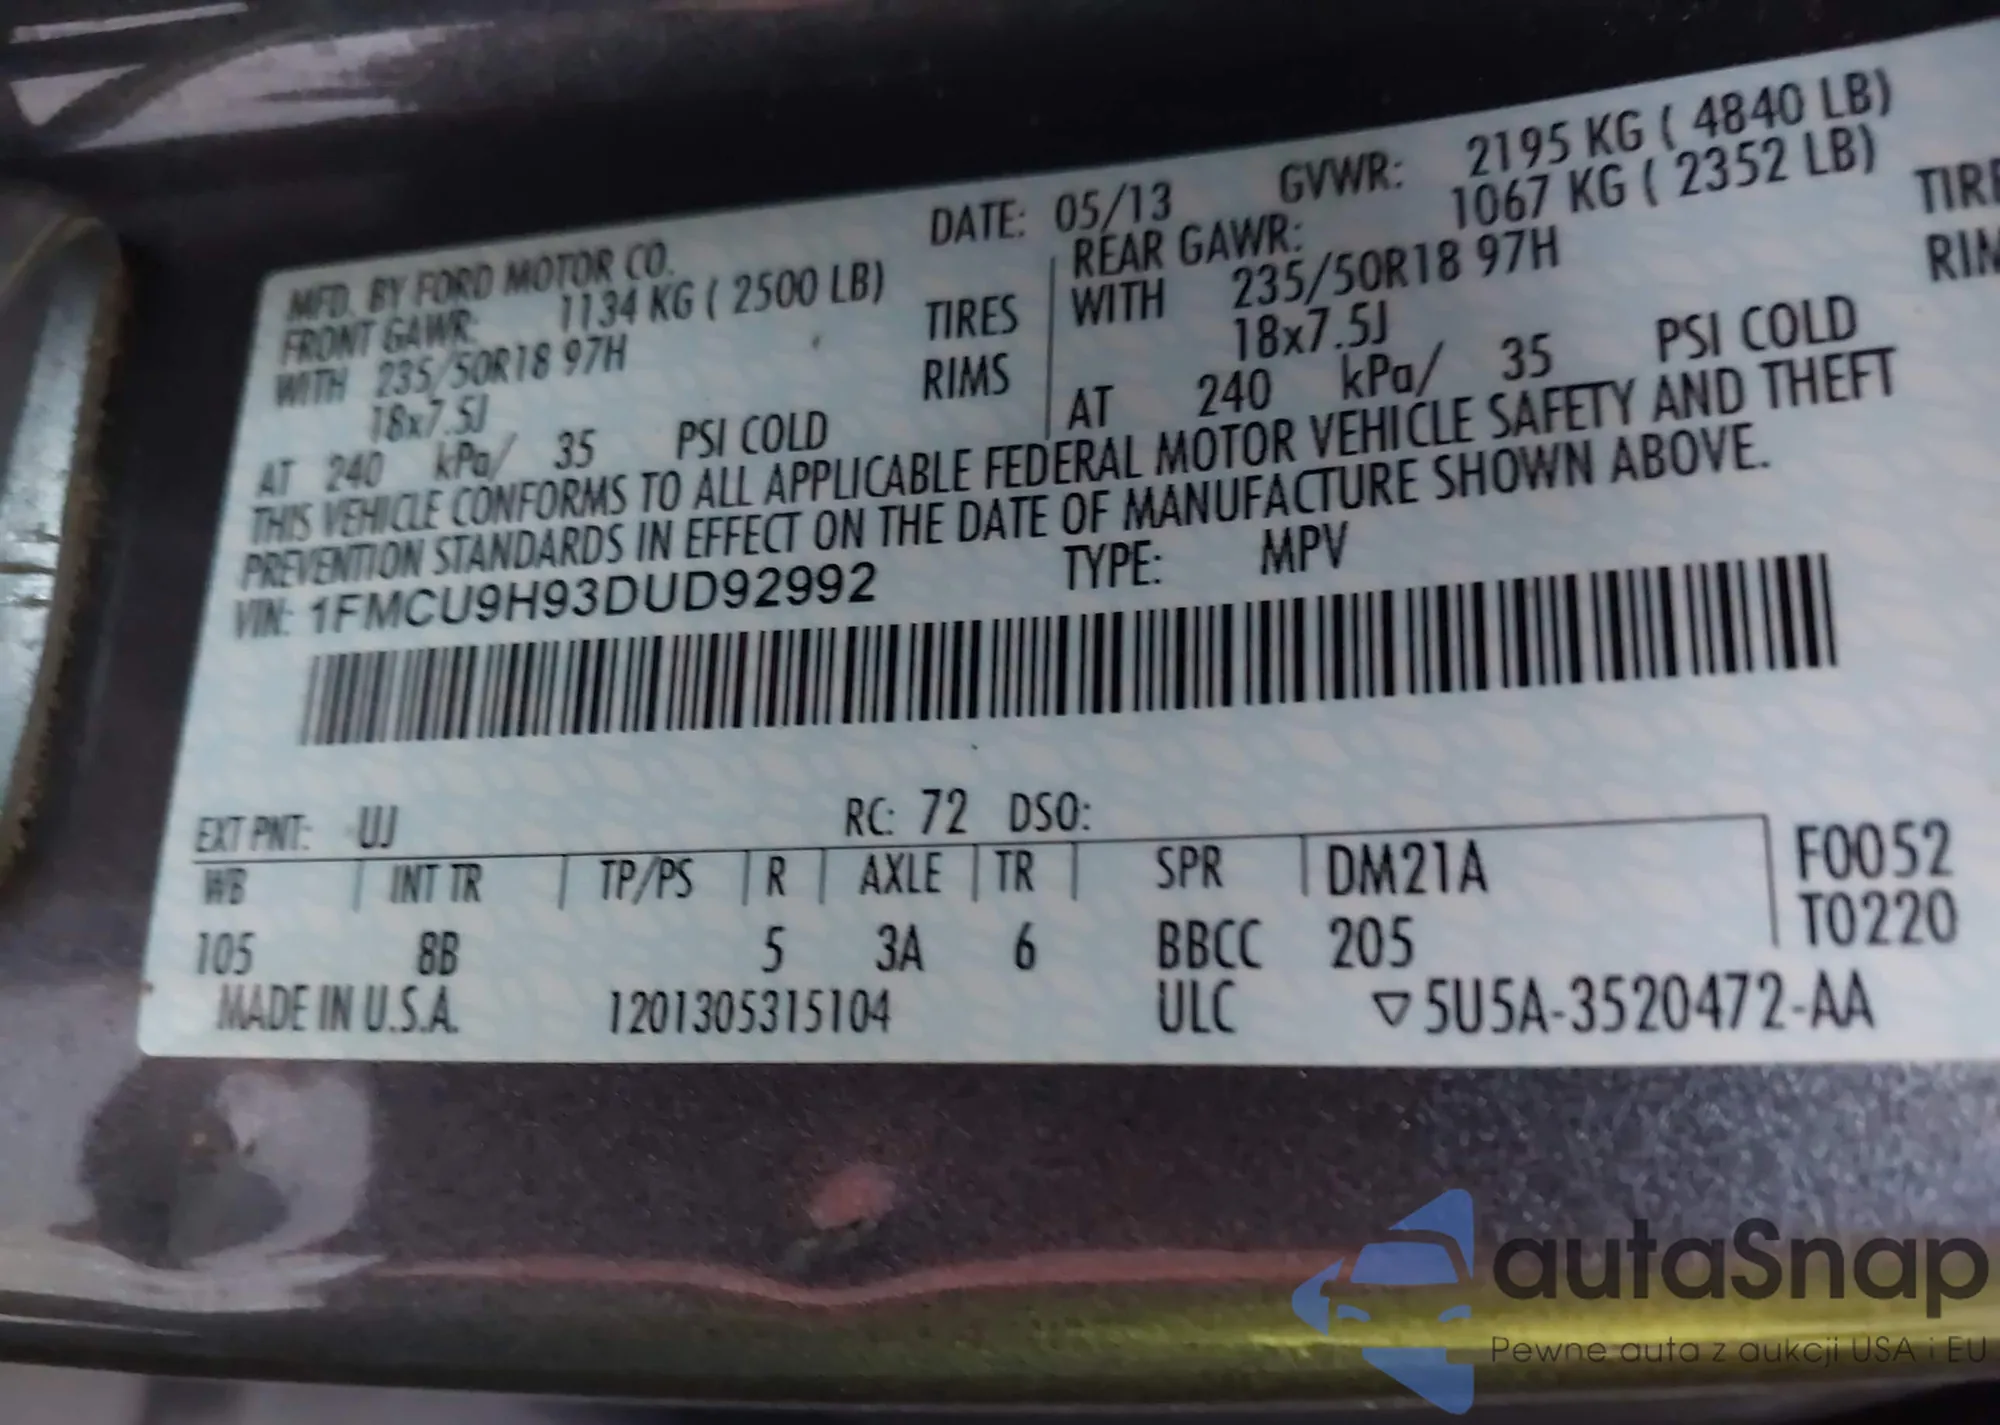 MFD. BY FORD MOTOR CO. DATE: 05/13 GVWR: 2195 KG ( 4840 LB)
FRONT GAWR: 1134 KG ( 2500 LB) REAR GAWR: 1067 KG ( 2352 LB)
WITH 235/50R18 97H TIRES WITH 235/50R18 97H TIRE
18x7.5J RIMS 18x7.5J RIM
AT 240 kPa/ 35 PSI COLD AT 240 kPa/ 35 PSI COLD
THIS VEHICLE CONFORMS TO ALL APPLICABLE FEDERAL MOTOR VEHICLE SAFETY AND THEFT
PREVENTION STANDARDS IN EFFECT ON THE DATE OF MANUFACTURE SHOWN ABOVE.
VIN: 1FMCU9H93DUD92992 TYPE: MPV
EXT PNT: UJ RC: 72 DSO:
WB INT TR TP/PS R AXLE TR SPR DM21A F0052
105 8B 5 3A 6 BBCC 205 T0220
MADE IN U.S.A. 1201305315104 ULC ▽5U5A-3520472-AA
autaSnap
Pewne auta z aukcji USA i EU